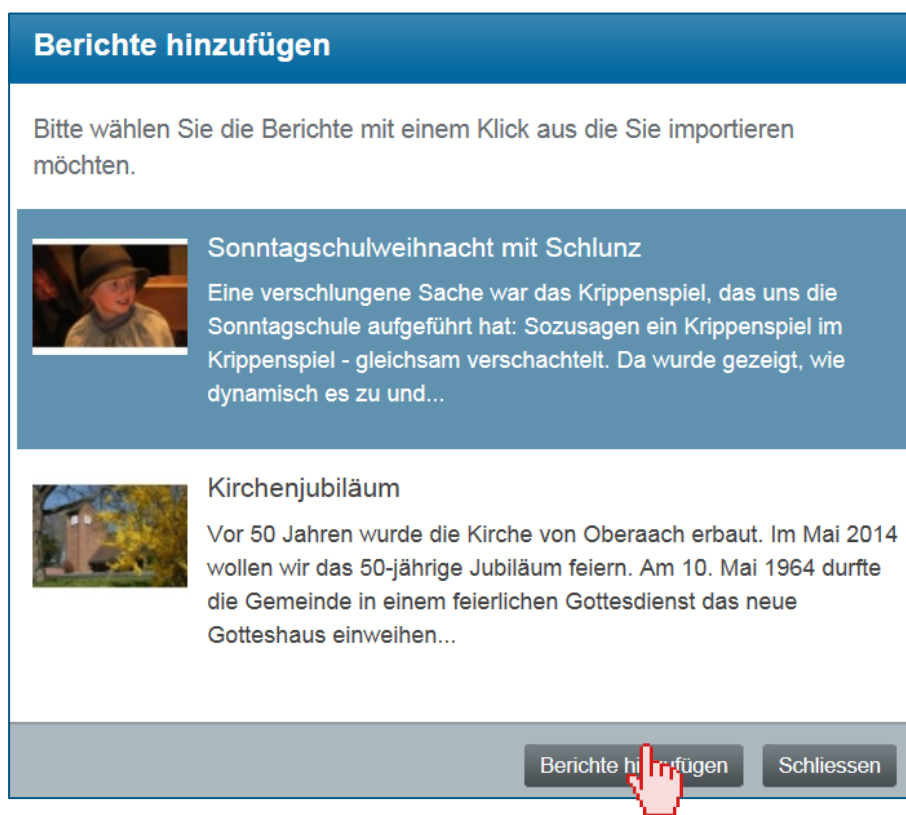 Berichte hinzufügen
Bitte wählen Sie die Berichte mit einem Klick aus die Sie importieren
möchten.
Sonntagschulweihnacht mit Schlunz
Eine verschlungene Sache war das Krippenspiel, das uns die
Sonntagschule aufgeführt hat: Sozusagen ein Krippenspiel im
Krippenspiel - gleichsam verschachtelt. Da wurde gezeigt, wie
dynamisch es zu und...
Kirchenjubiläum
Vor 50 Jahren wurde die Kirche von Oberaach erbaut. Im Mai 2014
wollen wir das 50-jährige Jubiläum feiern. Am 10. Mai 1964 durfte
die Gemeinde in einem feierlichen Gottesdienst das neue
Gotteshaus einweihen...
Berichte hinzufügen
Schliessen